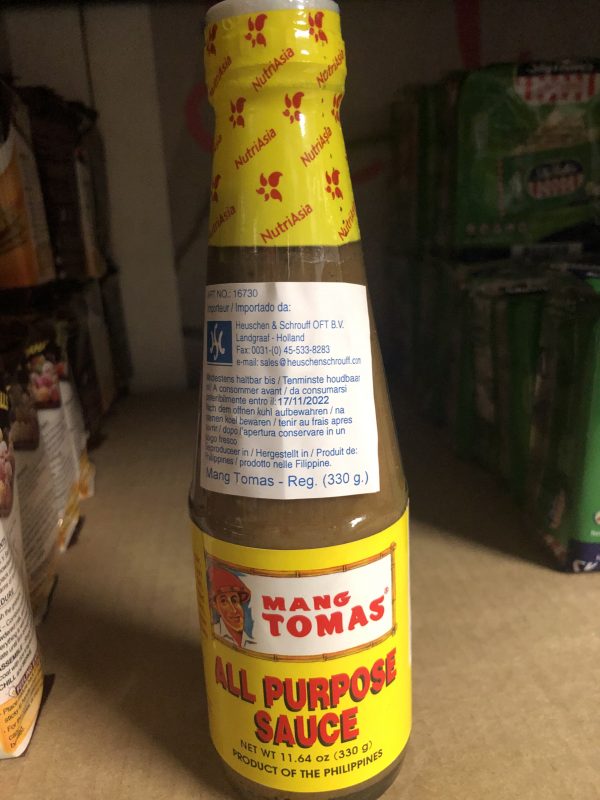 NutriAsia
NutriAsia
NutriAsia
NutriAsia
NutriAsia
NutriAsia
ART NO.: 16730
Importeur / Importado da:
Heuschen & Schrouff OFT B.V.
Landgraaf - Holland
Fax: 0031-(0) 45-533-8283
e-mail: sales@heuschenschrouff.com
Mindestens haltbar bis / Tenminste houdbaar
A consommer avant / da consumarsi
preferibilmente entro il: 17/11/2022
Nach dem offnen kuhl aufbewahren / na
openen koel bewaren / tenir au frais apres
ouvrir / dopo l'apertura conservare in un
luogo fresco
Geproduceer in / Hergestellt in / Produit de:
Philippines / prodotto nelle Filippine.
Mang Tomas - Reg. (330 g.)
MANG
TOMAS®
ALL PURPOSE
SAUCE
NET WT 11.64 oz (330 g)
PRODUCT OF THE PHILIPPINES